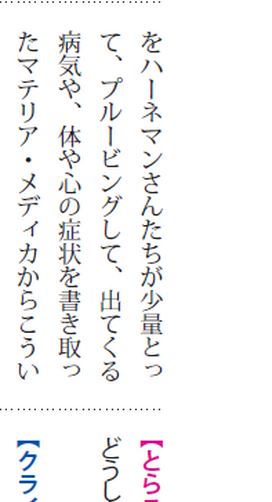 をハーネマンさんたちが少量とっ
て、プルービングして、出てくる
病気や、体や心の症状を書き取っ
たマテリア・メディカからこうい
【とら
どうし
【クライ